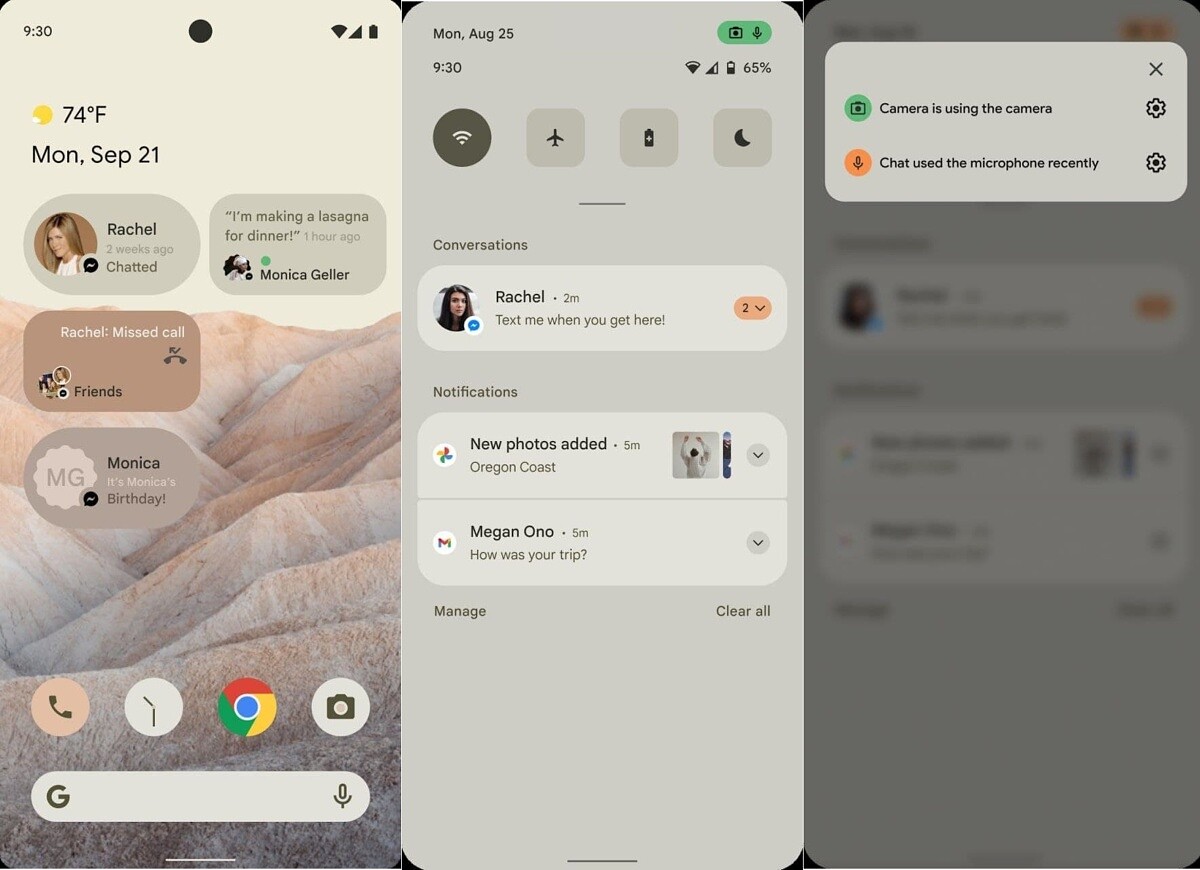 9:30
74°F
Mon, Sep 21
Rachel
2 weeks ago
Chatted
“I’m making a lasagna
for dinner!” 1 hour ago
Monica Geller
Rachel: Missed call
Friends
MG
Monica
It's Monica's
Birthday!
G
Mon, Aug 25
9:30
65%
Conversations
Rachel · 2m
Text me when you get here!
2
Notifications
New photos added · 5m
Oregon Coast
Megan Ono · 5m
How was your trip?
Manage
Clear all
Camera is using the camera
Chat used the microphone recently